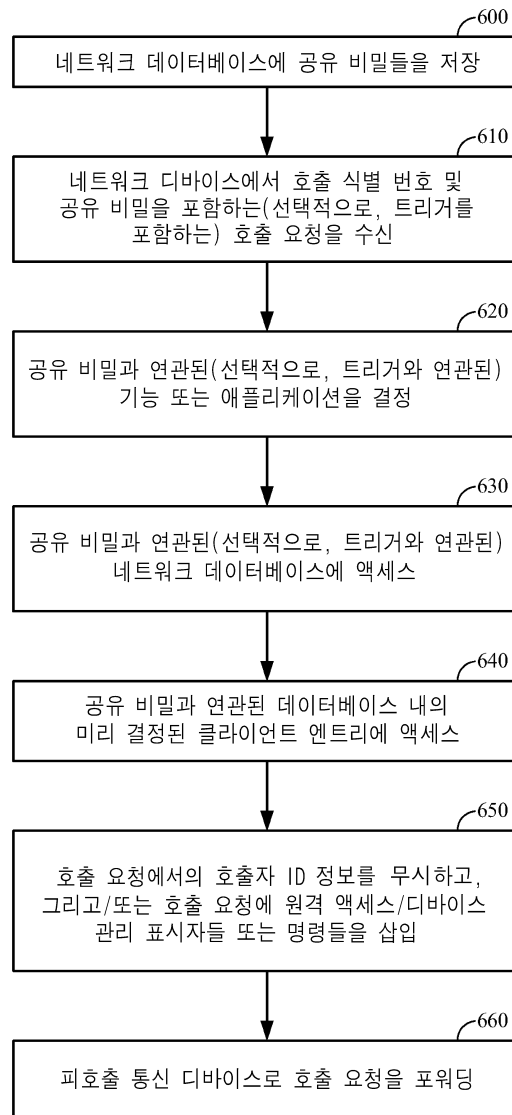 600
네트워크 데이터베이스에 공유 비밀들을 저장
610
네트워크 디바이스에서 호출 식별 번호 및
공유 비밀을 포함하는(선택적으로, 트리거를
포함하는) 호출 요청을 수신
620
공유 비밀과 연관된(선택적으로, 트리거와 연관된)
기능 또는 애플리케이션을 결정
630
공유 비밀과 연관된(선택적으로, 트리거와 연관된)
네트워크 데이터베이스에 액세스
640
공유 비밀과 연관된 데이터베이스 내의
미리 결정된 클라이언트 엔트리에 액세스
650
호출 요청에서의 호출자 ID 정보를 무시하고,
그리고/또는 호출 요청에 원격 액세스/디바이스
관리 표시자들 또는 명령들을 삽입
660
피호출 통신 디바이스로 호출 요청을 포워딩